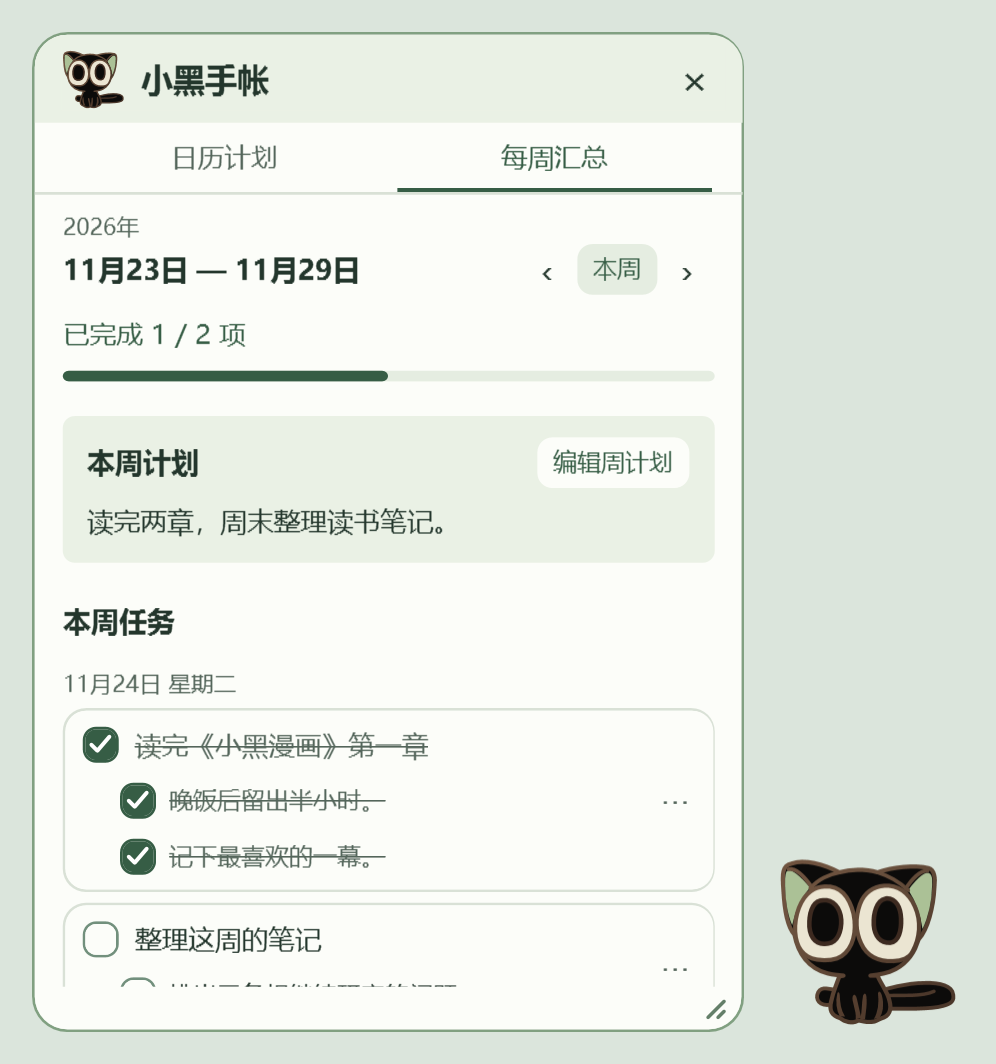 小黑手帐
×
日历计划
每周汇总
2026年
11月23日 — 11月29日
‹ 本周 ›
已完成 1 / 2 项
本周计划
编辑周计划
读完两章，周末整理读书笔记。
本周任务
11月24日 星期二
读完《小黑漫画》第一章
晚饭后留出半小时。
…
记下最喜欢的一幕。
整理这周的笔记
…